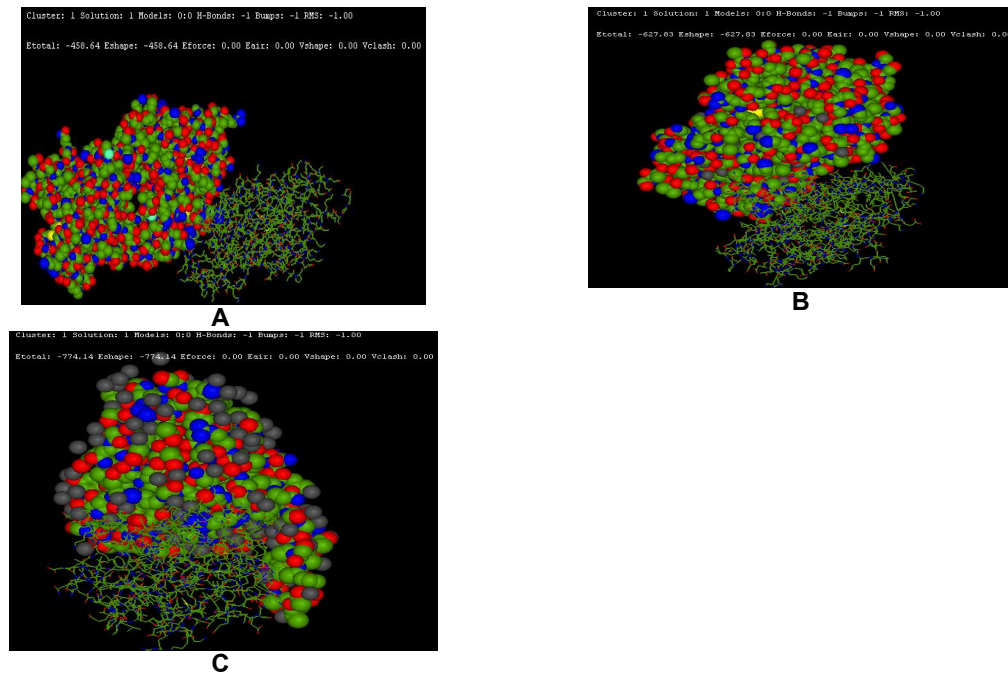 Cluster: 1 Solution: 1 Models: 0:0 H-Bonds: -1 Bumps: -1 RMS: -1.00
Etotal: -458.64 Eshape: -458.64 Eforce: 0.00 Eair: 0.00 Vshape: 0.00 Vclash: 0.00
A
Cluster: 1 Solution: 1 Models: 0:0 H-Bonds: -1 Bumps: -1 RMS: -1.00
Etotal: -627.83 Eshape: -627.83 Eforce: 0.00 Eair: 0.00 Vshape: 0.00 Vclash: 0.00
B
Cluster: 1 Solution: 1 Models: 0:0 H-Bonds: -1 Bumps: -1 RMS: -1.00
Etotal: -774.14 Eshape: -774.14 Eforce: 0.00 Eair: 0.00 Vshape: 0.00 Vclash: 0.00
C